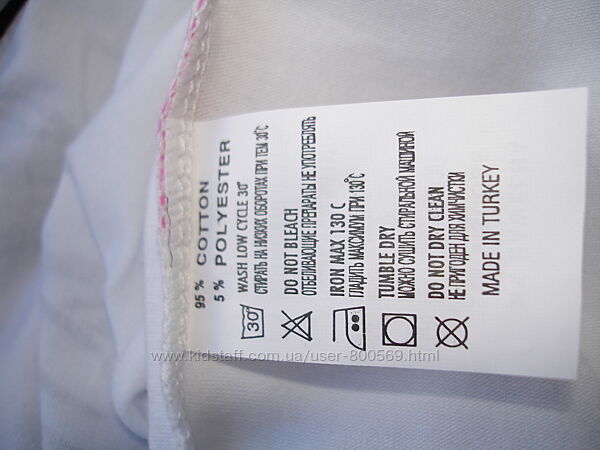 95 % COTTON
5 % POLYESTER
WASH LOW CYCLE 30°
СТИРАТЬ НА НИСКИХ ОБОРОТАХ ПРИ ТЕМ 30°C
30°
DO NOT BLEACH
ОТБЕЛИВАЮЩИЕ ПРЕПАРАТЫ НЕ УПОТРЕБЛЯТЬ
IRON MAX 130 C
ГЛАДИТЬ МАКСИМУМ ПРИ 130°C
TUMBLE DRY
МОЖНО СУШИТЬ СТИРАЛЬНОЙ МАШИНОЙ
DO NOT DRY CLEAN
НЕ ПРИГОДЕН ДЛЯ ХИМЧИСТКИ
MADE IN TURKEY
www.kidstaff.com.ua/user-800569.html